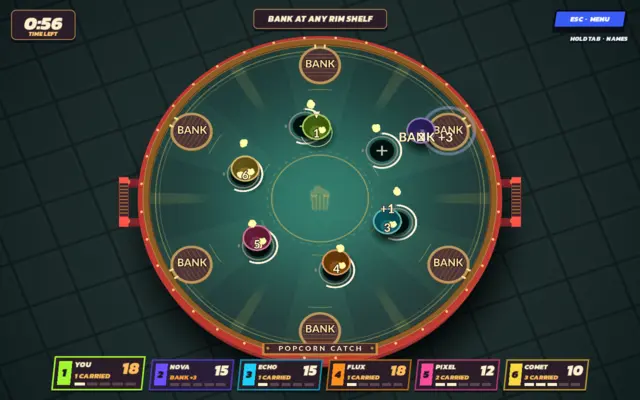 0:56
TIME LEFT
BANK AT ANY RIM SHELF
ESC · MENU
HOLD TAB · NAMES
BANK
BANK
BANK
BANK +3
1
+
6
+1
3
5
4
BANK
BANK
BANK
POPCORN CATCH
1 YOU 18
1 CARRIED
2 NOVA 15
BANK +3
3 ECHO 15
1 CARRIED
4 FLUX 18
1 CARRIED
5 PIXEL 12
2 CARRIED
6 COMET 10
2 CARRIED